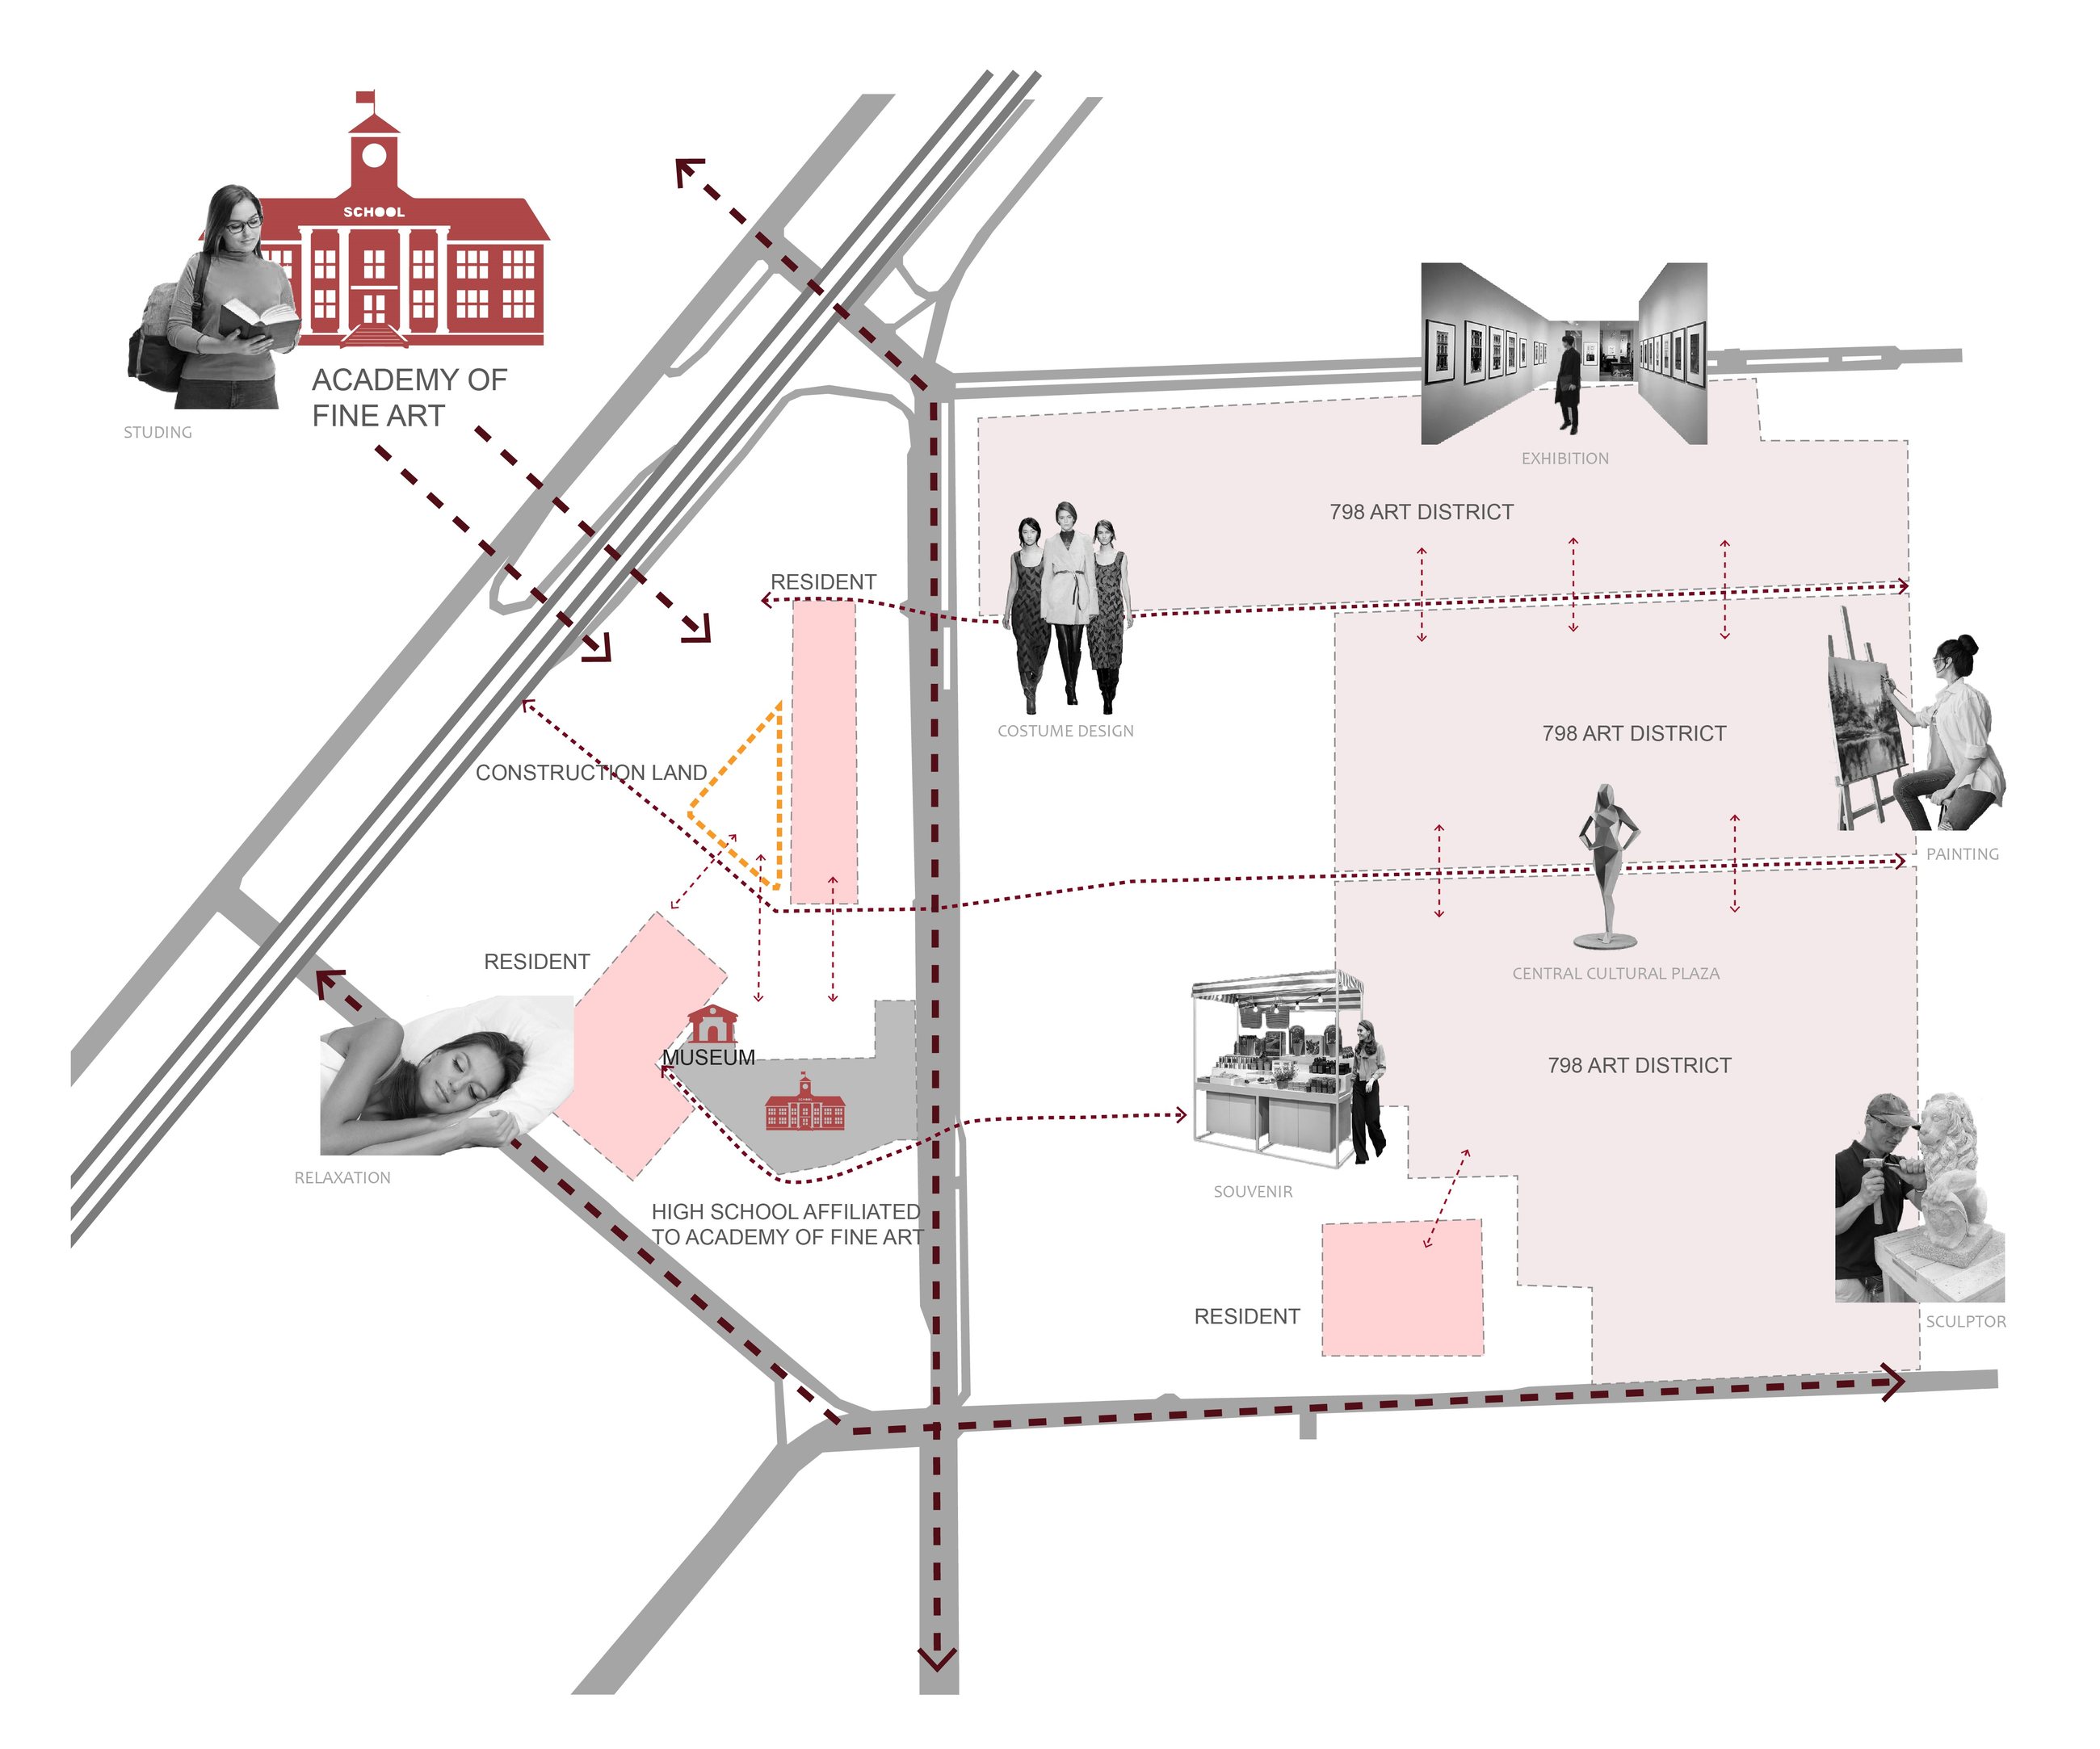 SCHOOL
ACADEMY OF
FINE ART
STUDING
EXHIBITION
798 ART DISTRICT
RESIDENT
COSTUME DESIGN
798 ART DISTRICT
CONSTRUCTION LAND
PAINTING
RESIDENT
CENTRAL CULTURAL PLAZA
MUSEUM
798 ART DISTRICT
SCHOOL
RELAXATION
SOUVENIR
HIGH SCHOOL AFFILIATED
TO ACADEMY OF FINE ART
RESIDENT
SCULPTOR